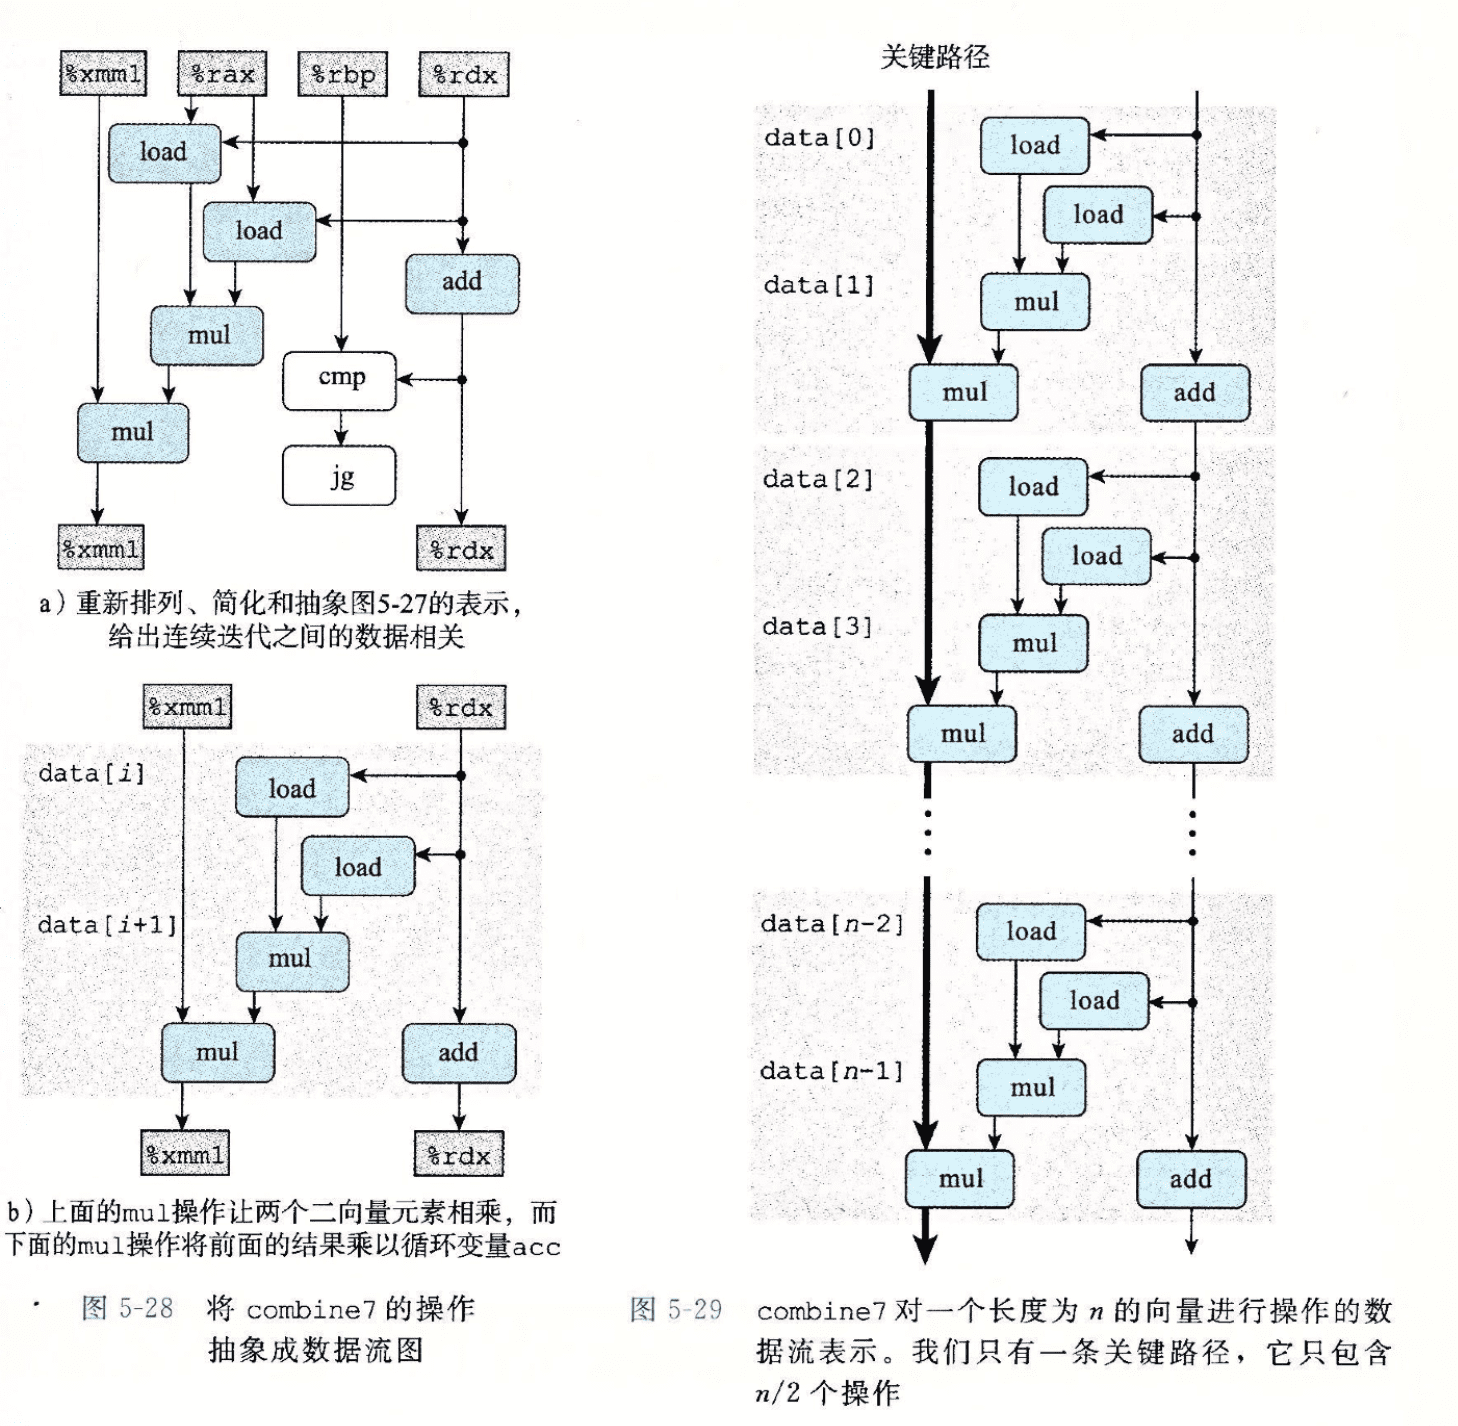 %xmm1 %rax %rbp %rdx
load
load
add
mul
cmp
mul
jg
%xmm1 %rdx
a）重新排列、简化和抽象图5-27的表示，
给出连续迭代之间的数据相关
%xmm1 %rdx
data[i] load
load
data[i+1]
mul
mul add
%xmm1 %rdx
b）上面的mul操作让两个二向量元素相乘，而
下面的mul操作将前面的结果乘以循环变量acc
图 5-28 将 combine7 的操作
抽象成数据流图
关键路径
data[0] load
load
data[1] mul
mul add
data[2] load
load
data[3] mul
mul add
data[n-2] load
load
data[n-1] mul
mul add
图 5-29 combine7 对一个长度为 n 的向量进行操作的数
据流表示。我们只有一条关键路径，它只包含
n/2 个操作